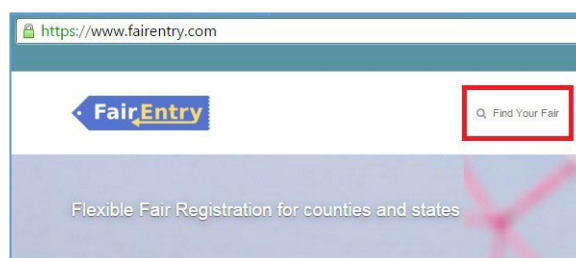 https://www.fairentry.com
FairEntry
Find Your Fair
Flexible Fair Registration for counties and states